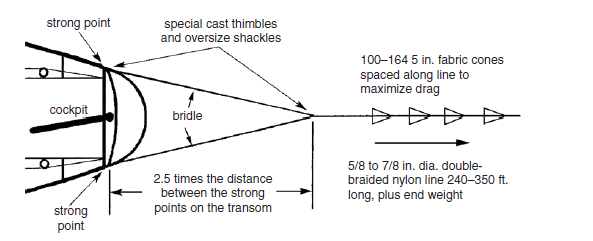 strong point
special cast thimbles
and oversize shackles
100–164 5 in. fabric cones
spaced along line to
maximize drag
cockpit
bridle
2.5 times the distance
between the strong
points on the transom
5/8 to 7/8 in. dia. double-
braided nylon line 240–350 ft.
long, plus end weight
strong
point